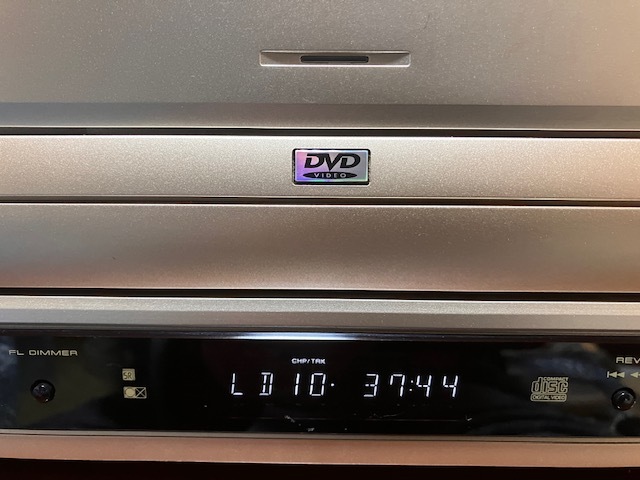 DVD
VIDEO
FL DIMMER
CHP/TRK
REV
LD10 37:44
COMPACT
disc
DIGITAL VIDEO